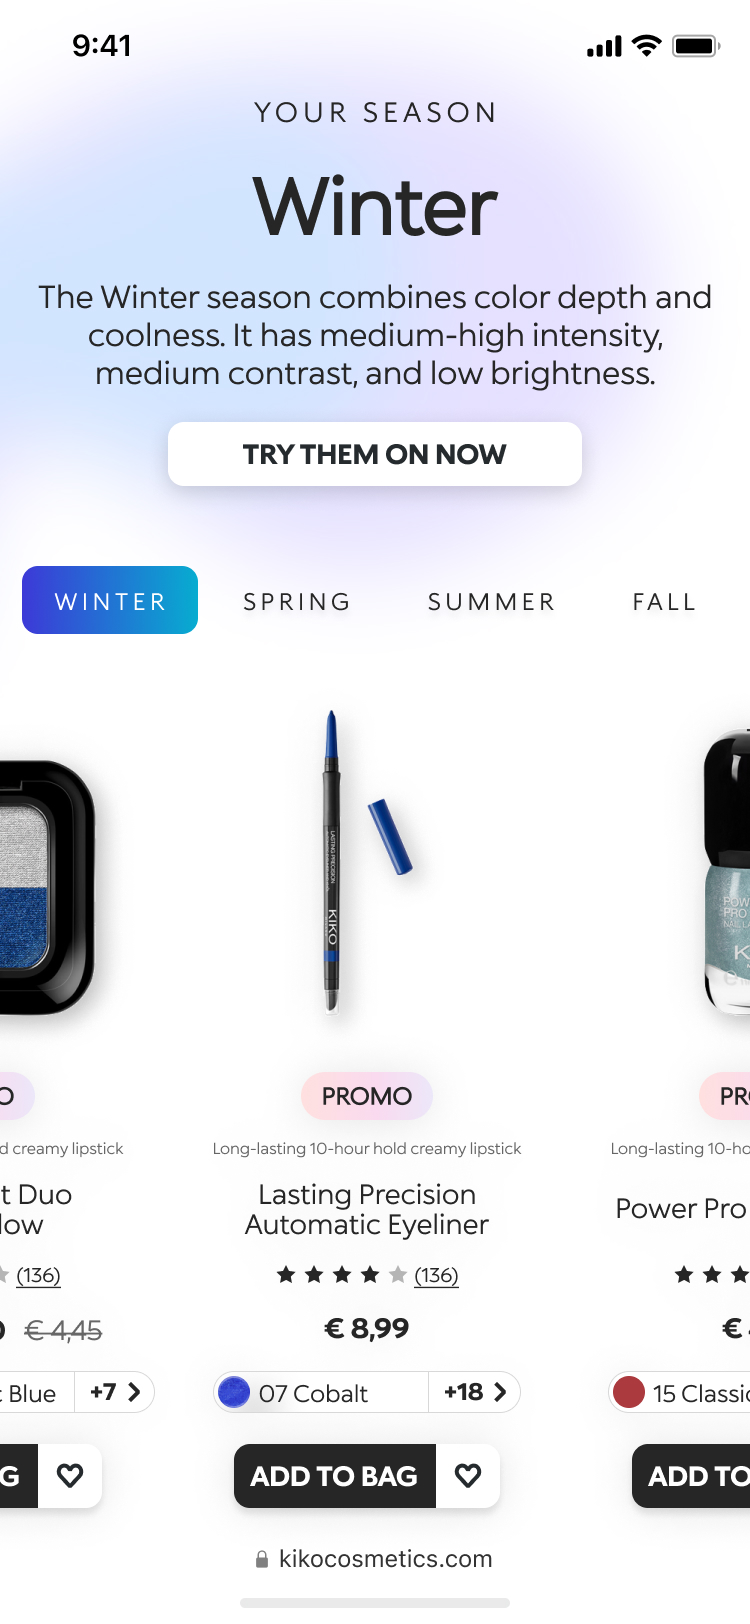 9:41
YOUR SEASON
Winter
The Winter season combines color depth and
coolness. It has medium-high intensity,
medium contrast, and low brightness.
TRY THEM ON NOW
WINTER
SPRING
SUMMER
FALL
LASTING PRECISION
KIKO
POW
PRO
NAIL LA
K
O
d creamy lipstick
t Duo
low
(136)
€ 4,45
t Blue
+7
G
PROMO
Long-lasting 10-hour hold creamy lipstick
Lasting Precision
Automatic Eyeliner
(136)
€ 8,99
07 Cobalt
+18
ADD TO BAG
PR
Long-lasting 10-ho
Power Pro
€
15 Classic
ADD TO
kikocosmetics.com